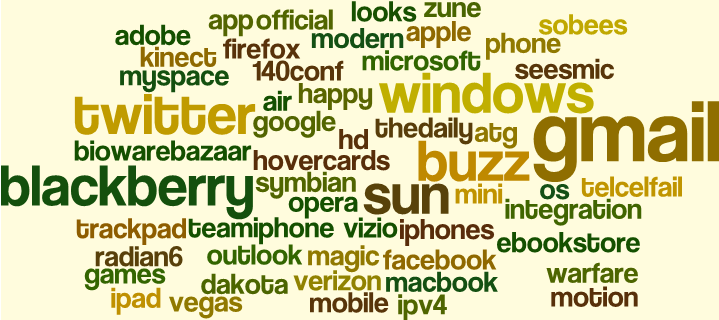 looks zune
app official
sobees
adobe modern apple
kinect firefox phone
myspace 140conf microsoft seesmic
air happy windows
twitter google hd thedaily atg gmail
biowarebazaar hovercards buzz
blackberry symbian sun mini os telcelfail
opera integration
trackpad teamiphone vizio iphones
radian6 outlook magic facebook ebookstore
games dakota verizon macbook warfare
ipad vegas mobile ipv4 motion